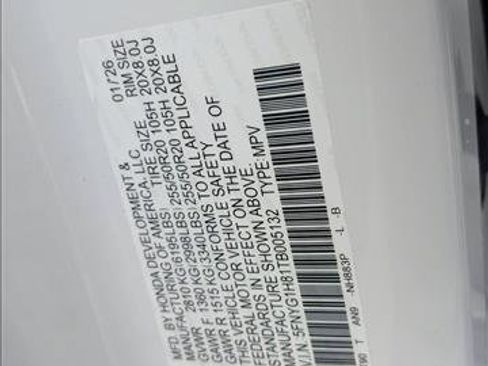 MFD. BY HONDA DEVELOPMENT &
MANUFACTURING OF AMERICA, LLC 01/26
GVWR 2810 KG(6195LBS) TIRE SIZE RIM SIZE
GAWR F 1360 KG(2998LBS) 255/50R20 105H 20X8.0J
GAWR R 1515 KG(3340LBS) 255/50R20 105H 20X8.0J
THIS VEHICLE CONFORMS TO ALL APPLICABLE
FEDERAL MOTOR VEHICLE SAFETY
STANDARDS IN EFFECT ON THE DATE OF
MANUFACTURE SHOWN ABOVE.
V.I.N. 5FNYG1H81TB005132 TYPE: MPV
T90 T AN9 -NH883P -L -B